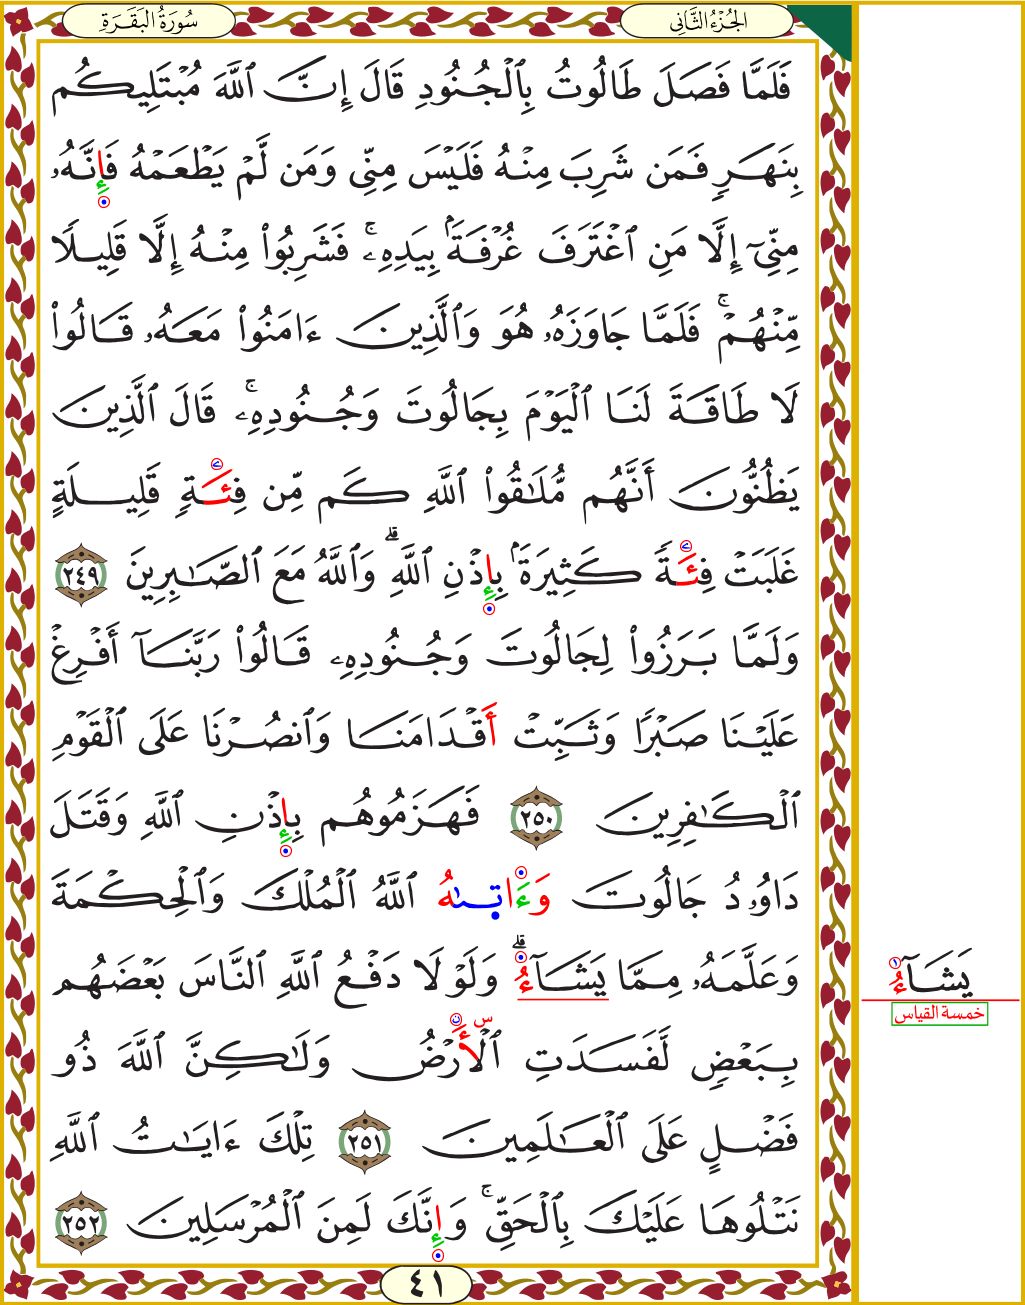 سُورَةُ البَقَرَةِ
الجُزْءُ الثَّانِي
فَلَمَّا فَصَلَ طَالُوتُ بِٱلْجُنُودِ قَالَ إِنَّ ٱللَّهَ مُبْتَلِيكُم
بِنَهَرٍ فَمَن شَرِبَ مِنْهُ فَلَيْسَ مِنِّي وَمَن لَّمْ يَطْعَمْهُ فَإِنَّهُۥ
مِنِّيٓ إِلَّا مَنِ ٱغْتَرَفَ غُرْفَةَۢ بِيَدِهِۦۚ فَشَرِبُوا۟ مِنْهُ إِلَّا قَلِيلًا
مِّنْهُمْۚ فَلَمَّا جَاوَزَهُۥ هُوَ وَٱلَّذِينَ ءَامَنُوا۟ مَعَهُۥ قَالُوا۟
لَا طَاقَةَ لَنَا ٱلْيَوْمَ بِجَالُوتَ وَجُنُودِهِۦۚ قَالَ ٱلَّذِينَ
يَظُنُّونَ أَنَّهُم مُّلَـٰقُوا۟ ٱللَّهِ كَم مِّن فِئَةٍ قَلِيلَةٍ
غَلَبَتْ فِئَةً كَثِيرَةَۢ بِإِذْنِ ٱللَّهِۗ وَٱللَّهُ مَعَ ٱلصَّـٰبِرِينَ ٢٤٩
وَلَمَّا بَرَزُوا۟ لِجَالُوتَ وَجُنُودِهِۦ قَالُوا۟ رَبَّنَآ أَفْرِغْ
عَلَيْنَا صَبْرًا وَثَبِّتْ أَقْدَامَنَا وَٱنصُرْنَا عَلَى ٱلْقَوْمِ
ٱلْكَـٰفِرِينَ ٢٥٠ فَهَزَمُوهُم بِإِذْنِ ٱللَّهِ وَقَتَلَ
دَاوُۥدُ جَالُوتَ وَءَاتىٰهُ ٱللَّهُ ٱلْمُلْكَ وَٱلْحِكْمَةَ
وَعَلَّمَهُۥ مِمَّا يَشَآءُۗ وَلَوْلَا دَفْعُ ٱللَّهِ ٱلنَّاسَ بَعْضَهُم
بِبَعْضٍ لَّفَسَدَتِ ٱلْأَرْضُ وَلَـٰكِنَّ ٱللَّهَ ذُو
فَضْلٍ عَلَى ٱلْعَـٰلَمِينَ ٢٥١ تِلْكَ ءَايَـٰتُ ٱللَّهِ
نَتْلُوهَا عَلَيْكَ بِٱلْحَقِّۚ وَإِنَّكَ لَمِنَ ٱلْمُرْسَلِينَ ٢٥٢
يَشَآءُ
خمسة القياس
٤١